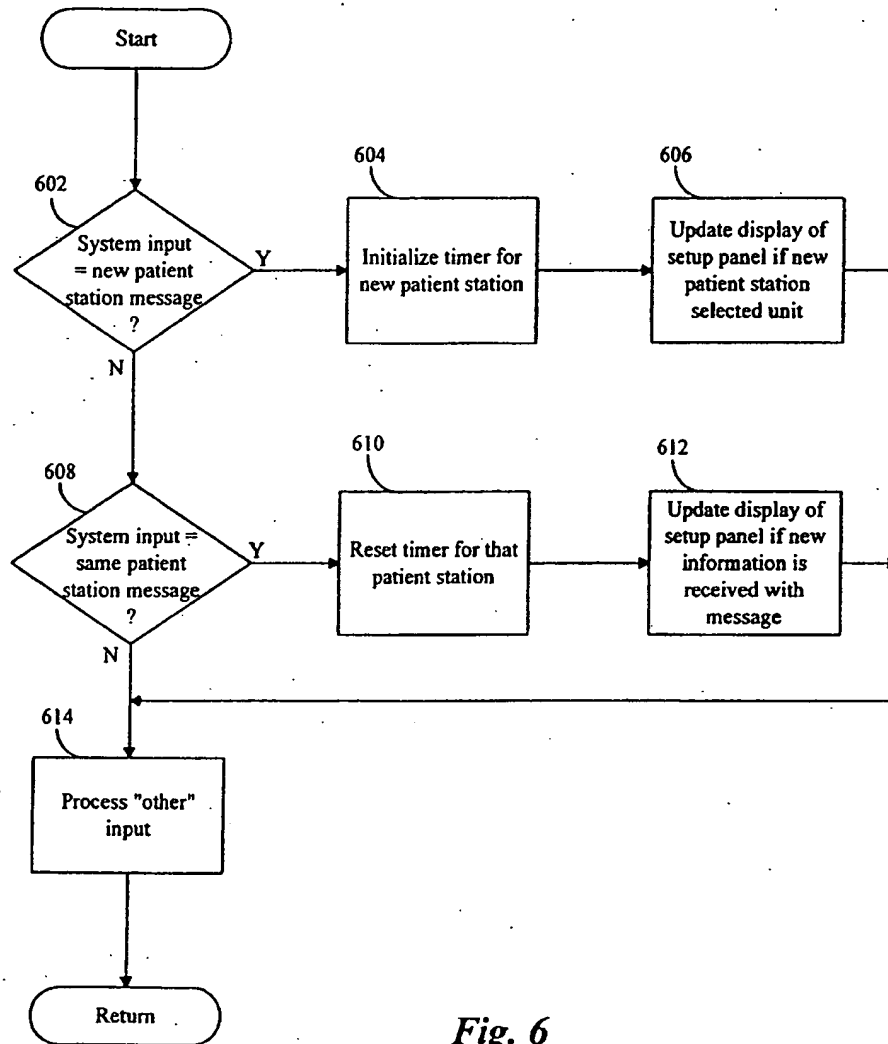 Start
602
System input
= new patient
station message
?
Y
N
604
Initialize timer for
new patient station
606
Update display of
setup panel if new
patient station
selected unit
608
System input =
same patient
station message
?
Y
N
610
Reset timer for that
patient station
612
Update display of
setup panel if new
information is
received with
message
614
Process "other"
input
Return
Fig. 6